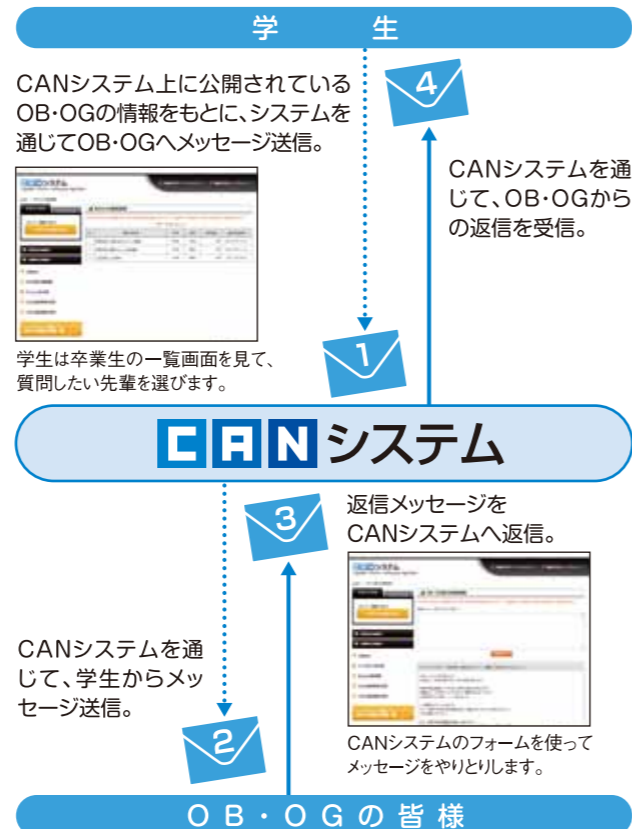 学 生
CANシステム上に公開されている
OB・OGの情報をもとに、システムを
通じてOB・OGへメッセージ送信。
4
CANシステムを通
じて、OB・OGから
の返信を受信。
学生は卒業生の一覧画面を見て、
質問したい先輩を選びます。
1
CANシステム
3
返信メッセージを
CANシステムへ返信。
CANシステムを通
じて、学生からメッ
セージ送信。
2
CANシステムのフォームを使って
メッセージをやりとりします。
OB・OGの皆様